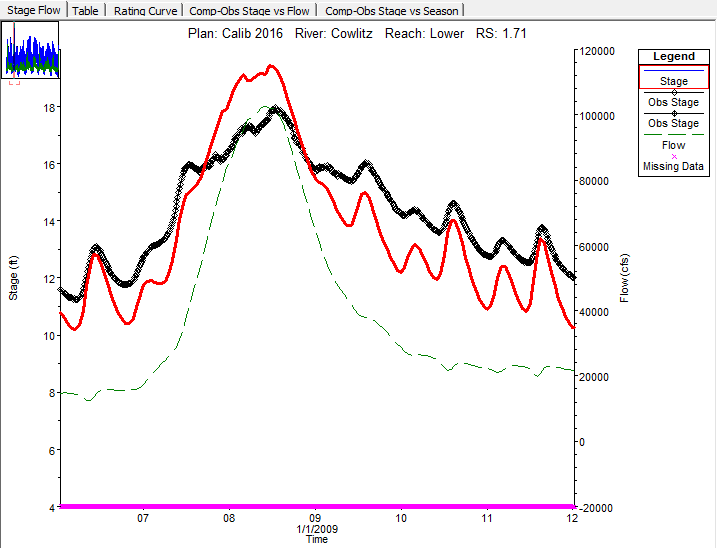 Stage Flow Table Rating Curve Comp-Obs Stage vs Flow Comp-Obs Stage vs Season
Plan: Calib 2016 River: Cowlitz Reach: Lower RS: 1.71
Legend
Stage
Obs Stage
Obs Stage
Flow
Missing Data
Stage (ft)
18
16
14
12
10
8
6
4
120000
100000
80000
60000
40000
20000
0
-20000
Flow (cfs)
07 08 09 10 11 12
1/1/2009
Time